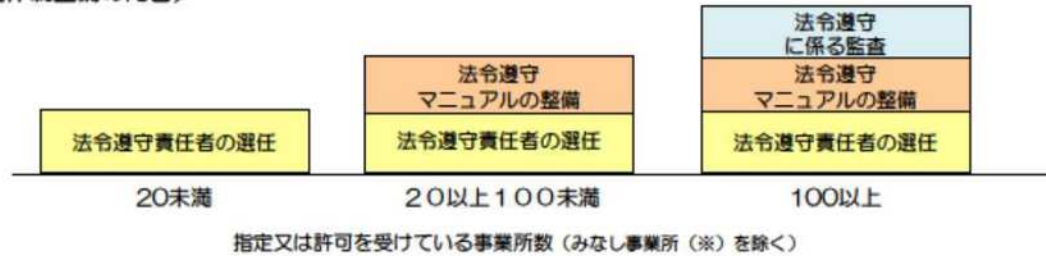 法令遵守
に係る監査
法令遵守
マニュアルの整備
法令遵守
マニュアルの整備
法令遵守責任者の選任
法令遵守責任者の選任
法令遵守責任者の選任
20未満
20以上100未満
100以上
指定又は許可を受けている事業所数(みなし事業所(※)を除く)